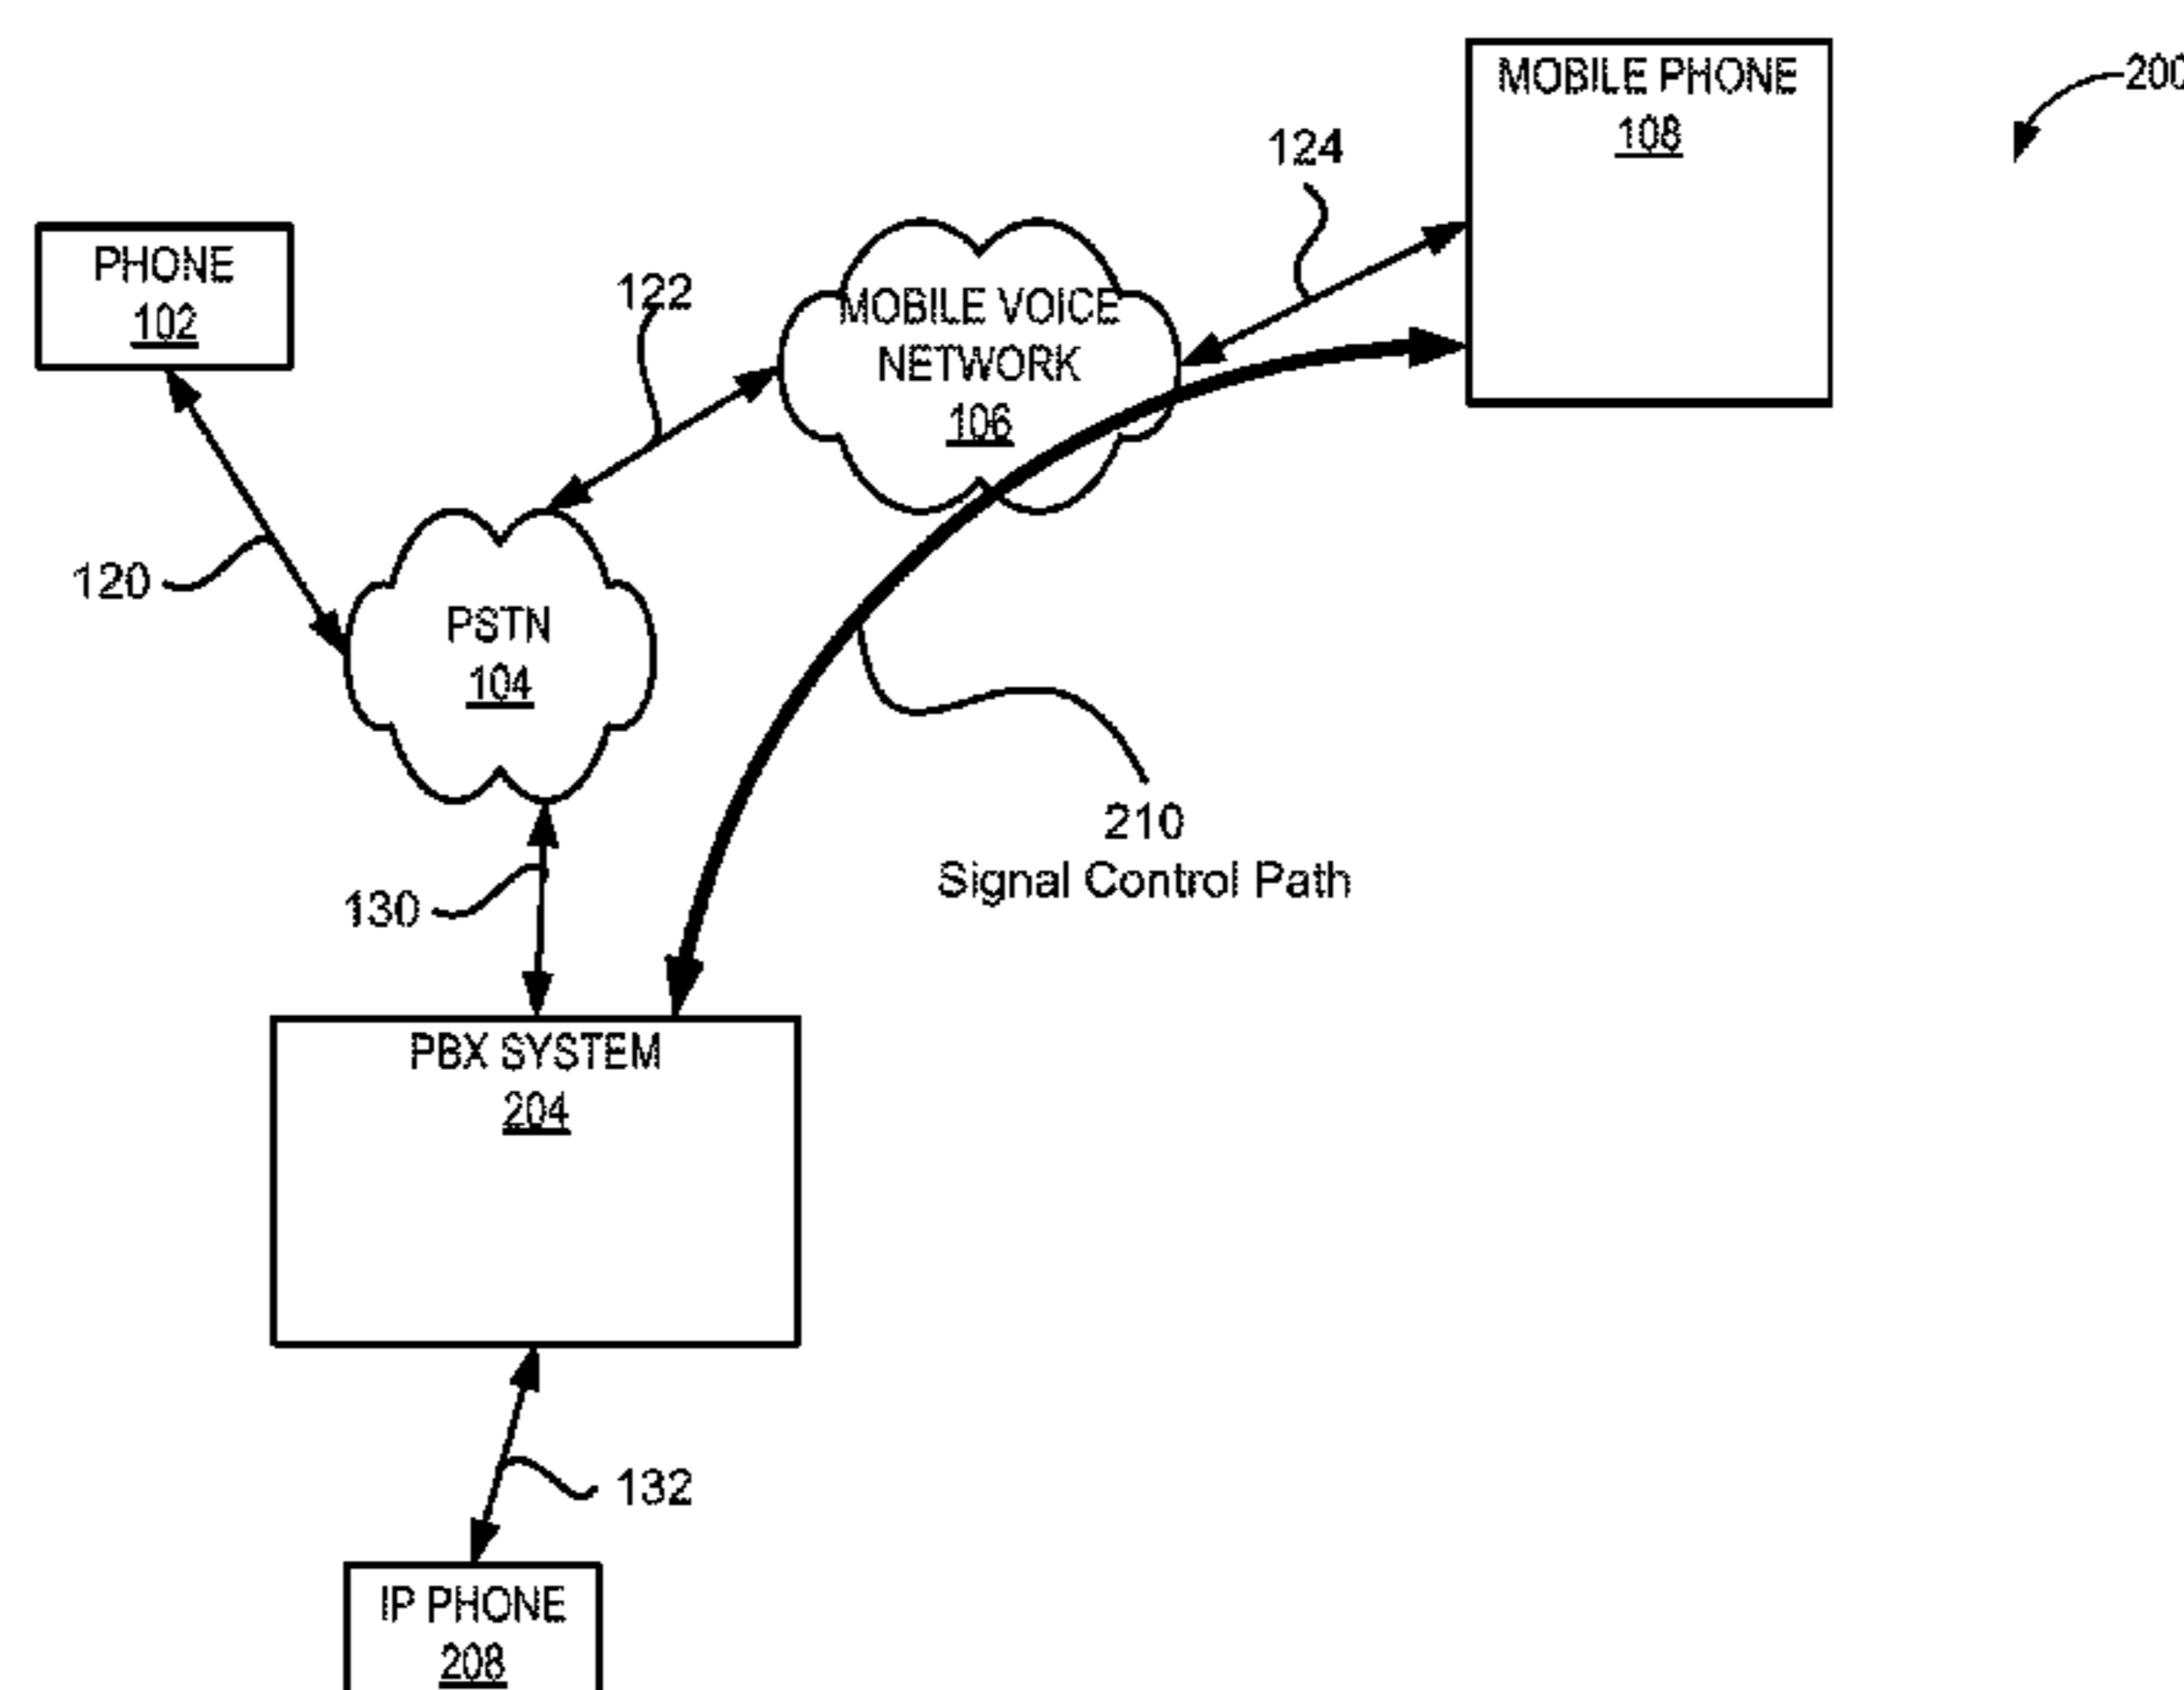 MOBILE PHONE
108
200
124
PHONE
102
122
MOBILE VOICE
NETWORK
106
120
PSTN
104
210
Signal Control Path
130
PBX SYSTEM
204
132
IP PHONE
208